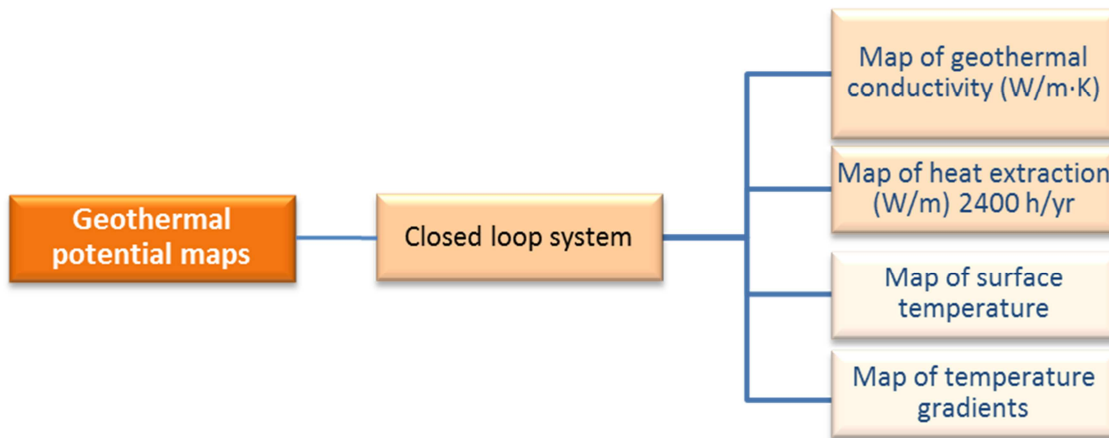 Geothermal
potential maps
Closed loop system
Map of geothermal
conductivity (W/m·K)
Map of heat extraction
(W/m) 2400 h/yr
Map of surface
temperature
Map of temperature
gradients